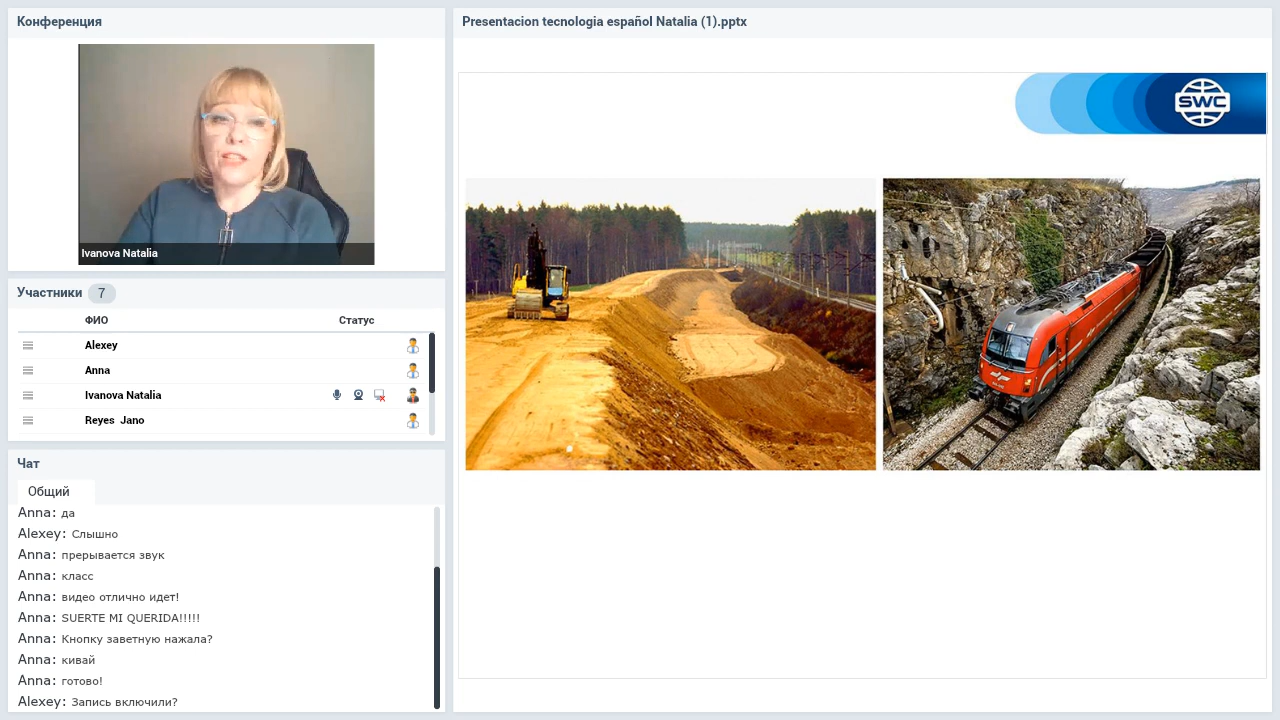 Конференция
Ivanova Natalia
Участники 7
ФИО Статус
Alexey
Anna
Ivanova Natalia
Reyes Jano
Чат
Общий
Anna: да
Alexey: Слышно
Anna: прерывается звук
Anna: класс
Anna: видео отлично идет!
Anna: SUERTE MI QUERIDA!!!!!
Anna: Кнопку заветную нажала?
Anna: кивай
Anna: готово!
Alexey: Запись включили?
Presentacion tecnologia español Natalia (1).pptx
SWC